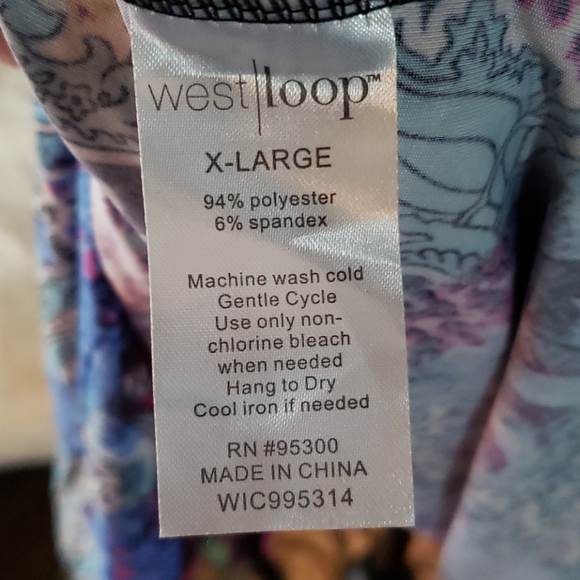 west|loop™
X-LARGE
94% polyester
6% spandex
Machine wash cold
Gentle Cycle
Use only non-
chlorine bleach
when needed
Hang to Dry
Cool iron if needed
RN #95300
MADE IN CHINA
WIC995314